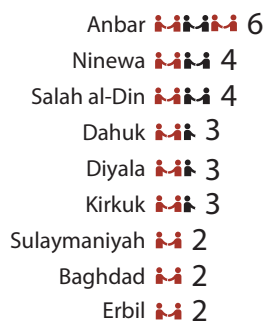 Anbar 6
Ninewa 4
Salah al-Din 4
Dahuk 3
Diyala 3
Kirkuk 3
Sulaymaniyah 2
Baghdad 2
Erbil 2